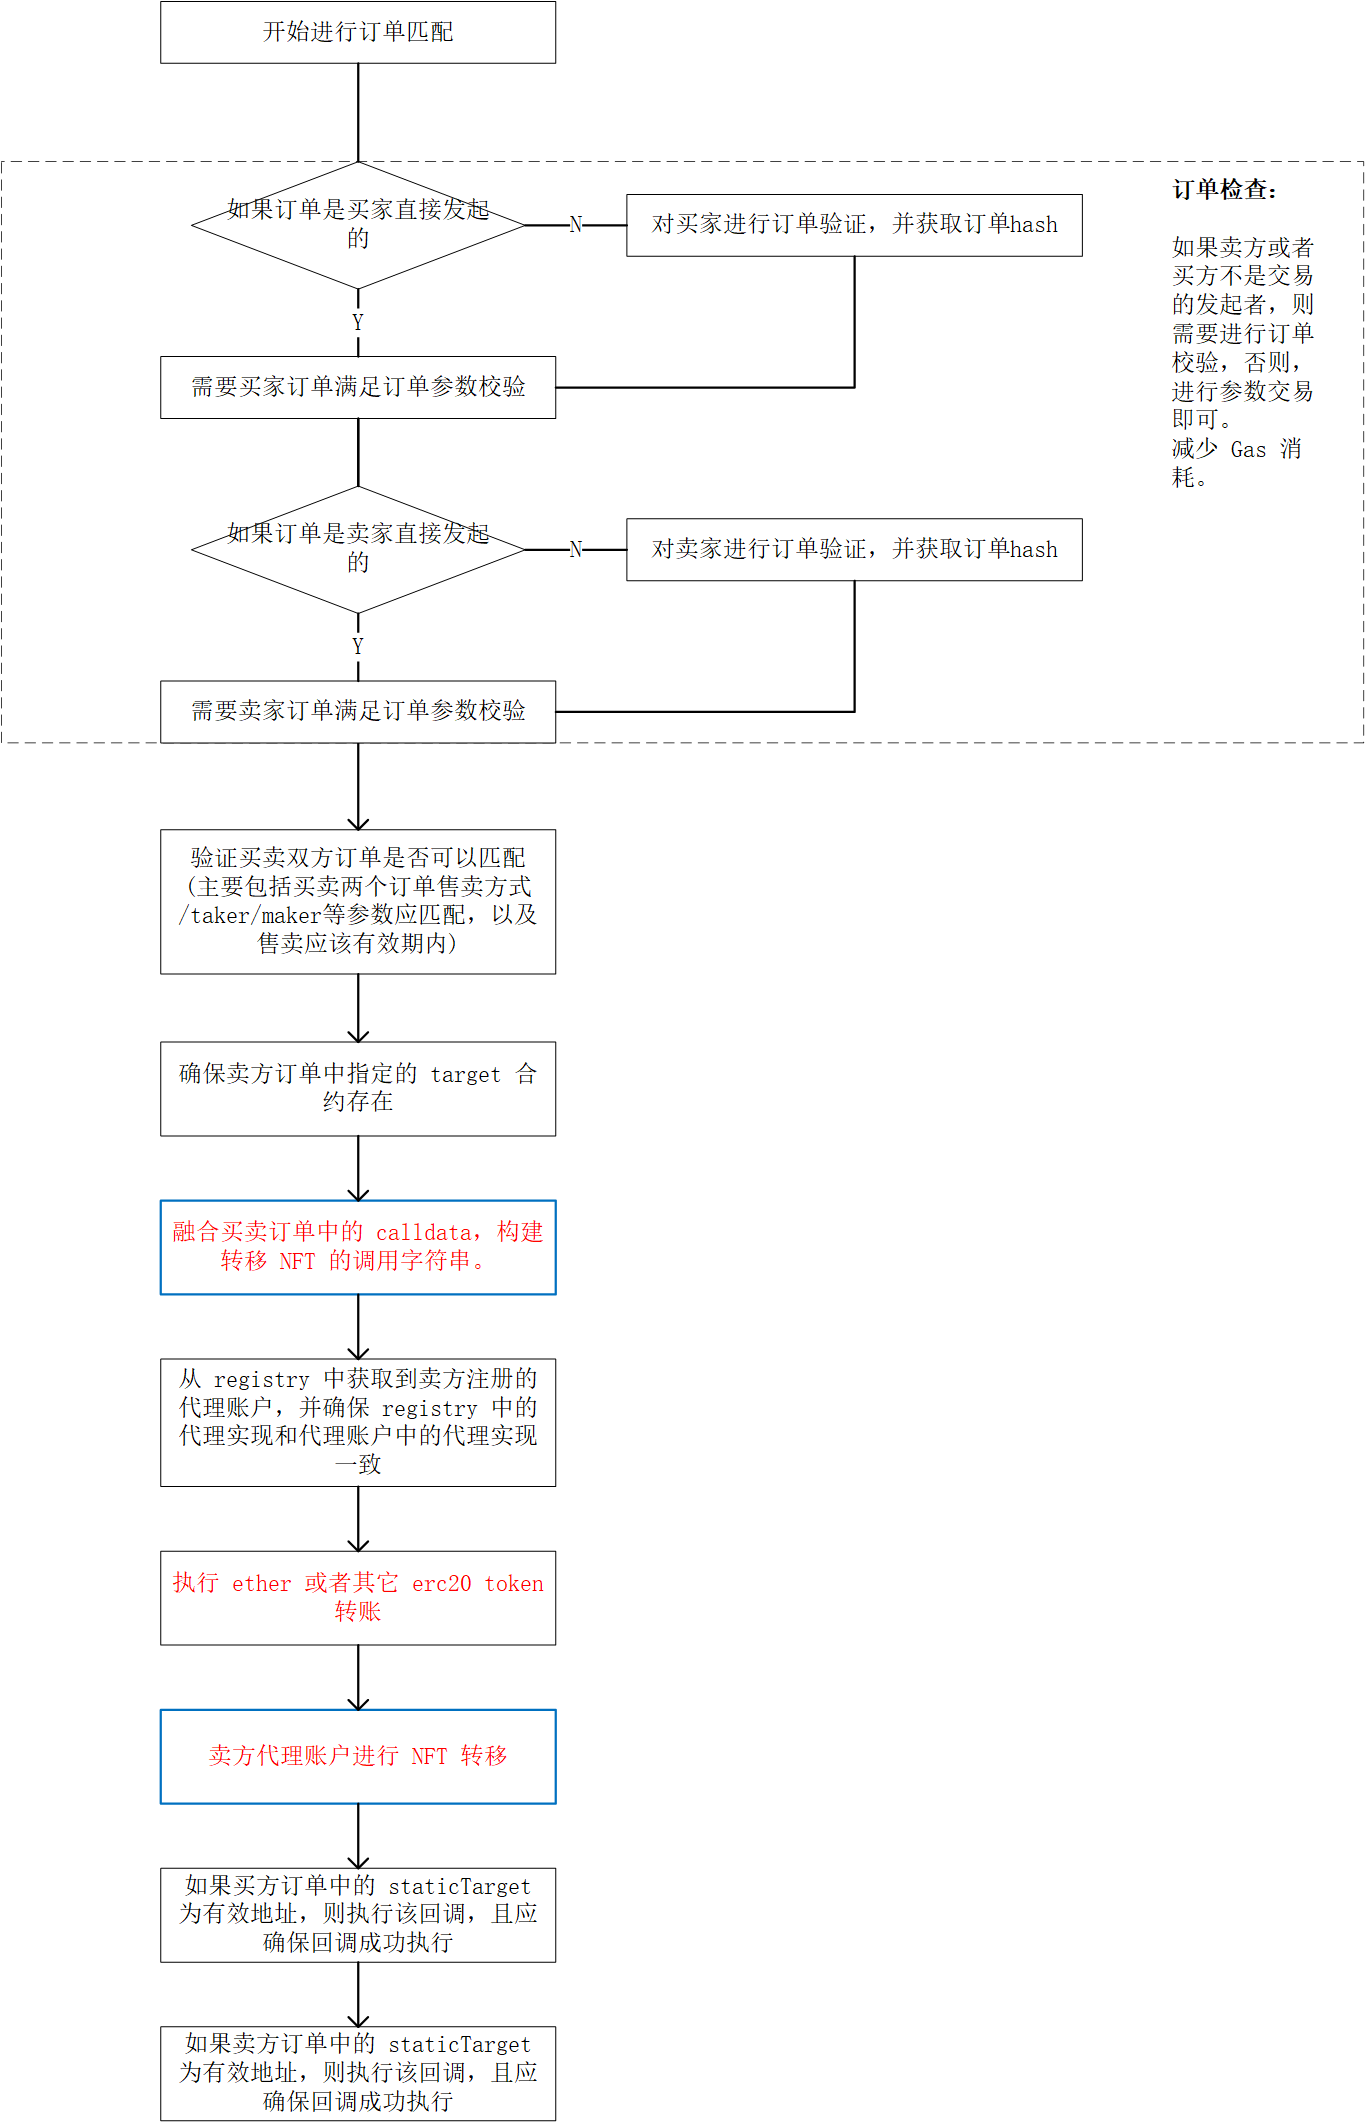 开始进行订单匹配
订单检查：
如果订单是买家直接发起
的
N
对买家进行订单验证，并获取订单hash
如果卖方或者
买方不是交易
的发起者，则
需要进行订单
校验，否则，
进行参数交易
即可。
减少 Gas 消
耗。
Y
需要买家订单满足订单参数校验
如果订单是卖家直接发起
的
N
对卖家进行订单验证，并获取订单hash
Y
需要卖家订单满足订单参数校验
验证买卖双方订单是否可以匹配
(主要包括买卖两个订单售卖方式
/taker/maker等参数应匹配，以及
售卖应该有效期内)
确保卖方订单中指定的 target 合
约存在
融合买卖订单中的 calldata，构建
转移 NFT 的调用字符串。
从 registry 中获取到卖方注册的
代理账户，并确保 registry 中的
代理实现和代理账户中的代理实现
一致
执行 ether 或者其它 erc20 token
转账
卖方代理账户进行 NFT 转移
如果买方订单中的 staticTarget
为有效地址，则执行该回调，且应
确保回调成功执行
如果卖方订单中的 staticTarget
为有效地址，则执行该回调，且应
确保回调成功执行